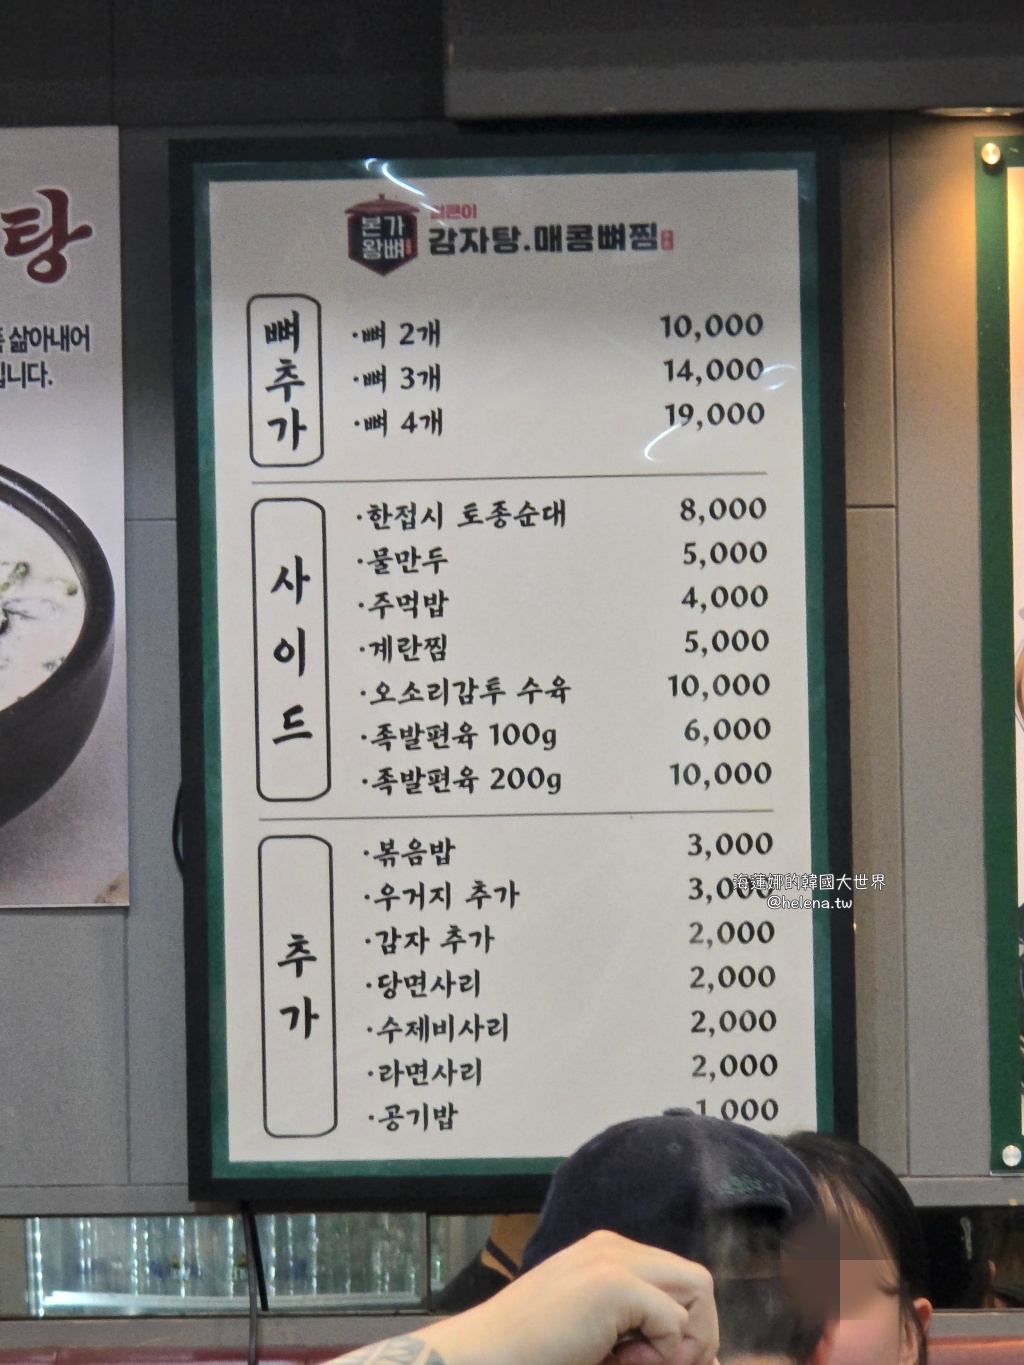 탕
삶아내어
입니다.
본가
왕뼈
감자탕.매콤뼈찜
뼈추가
·뼈 2개 10,000
·뼈 3개 14,000
·뼈 4개 19,000
사이드
·한접시 토종순대 8,000
·물만두 5,000
·주먹밥 4,000
·계란찜 5,000
·오소리감투 수육 10,000
·족발편육 100g 6,000
·족발편육 200g 10,000
추가
·볶음밥 3,000
·우거지 추가 3,000
海蓮娜的韓國大世界
@helena.tw
·감자 추가 2,000
·당면사리 2,000
·수제비사리 2,000
·라면사리 2,000
·공기밥 1,000